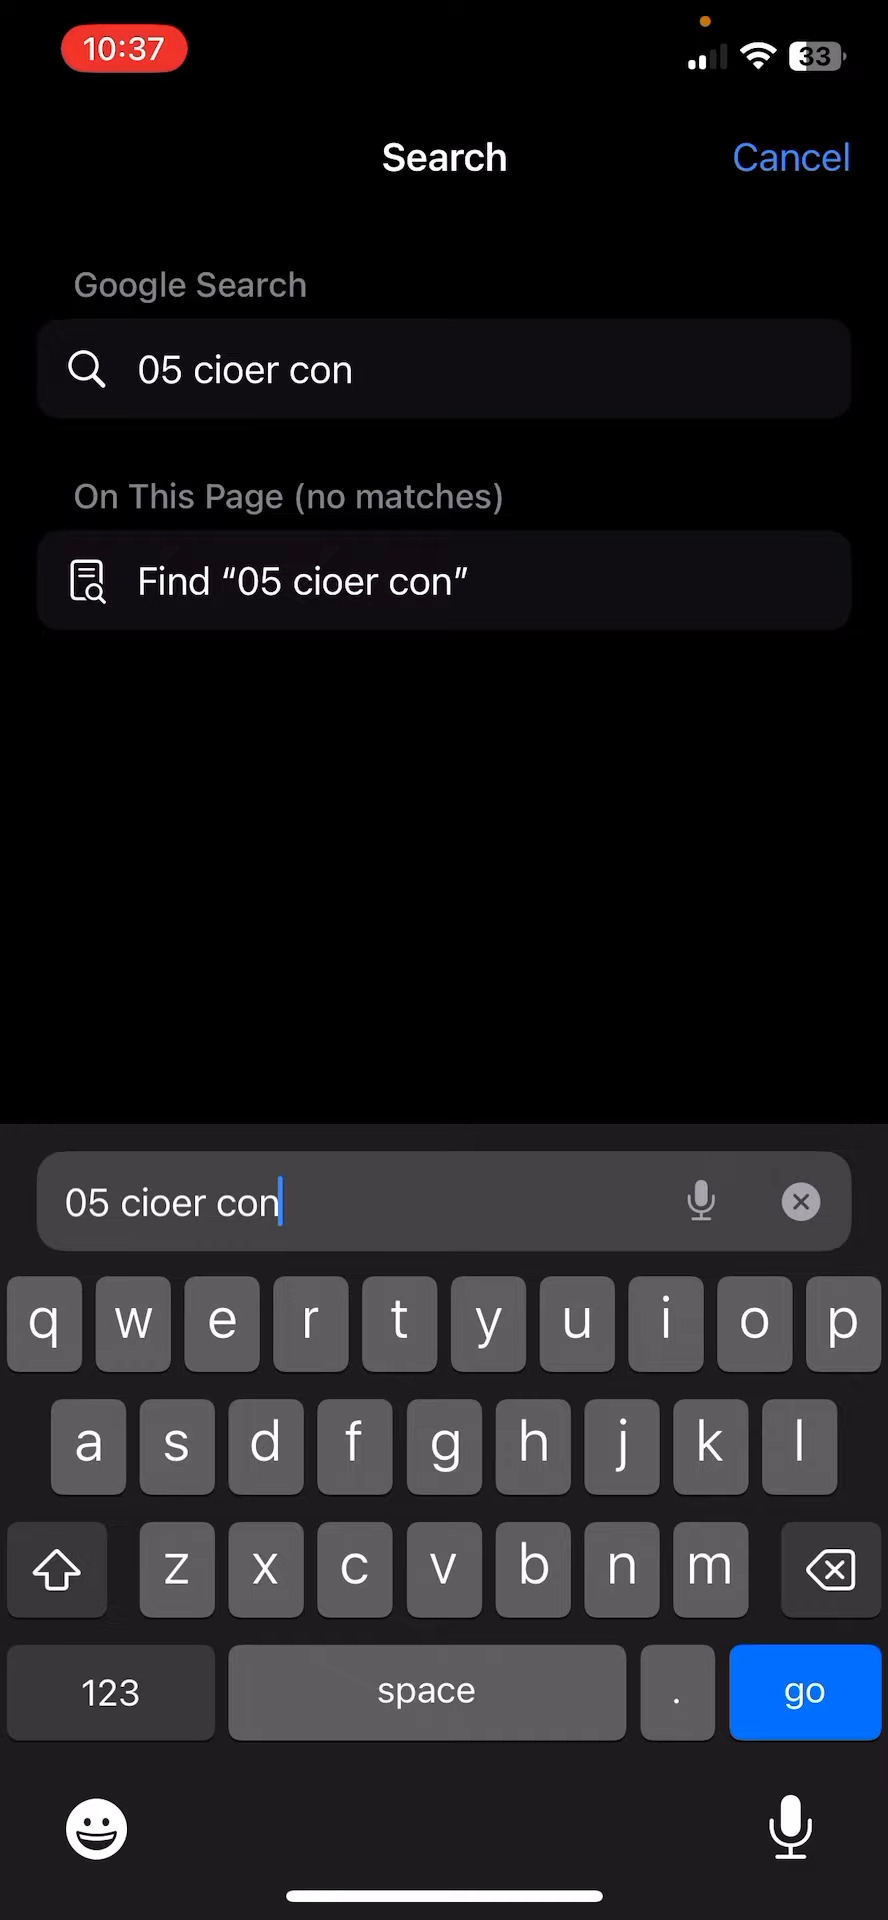 10:37
33
Search
Cancel
Google Search
05 cioer con
On This Page (no matches)
Find “05 cioer con”
05 cioer con
q w e r t y u i o p
a s d f g h j k l
z x c v b n m
123 space . go